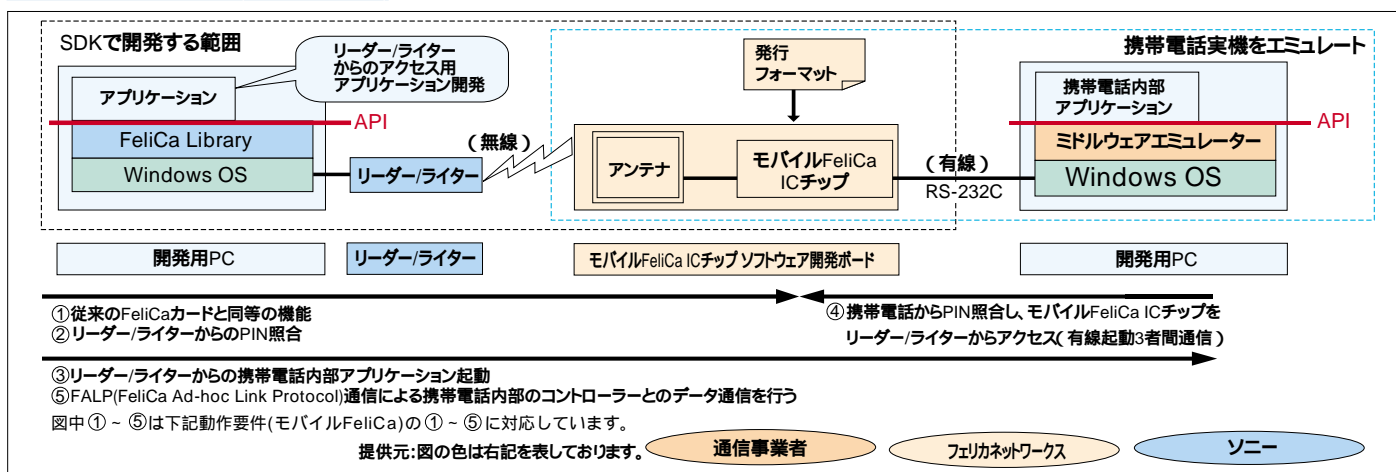 SDKで開発する範囲
携帯電話実機をエミュレート
リーダー/ライター
からのアクセス用
アプリケーション開発
アプリケーション
API
FeliCa Library
Windows OS
(無線)
リーダー/ライター
発行
フォーマット
アンテナ
モバイルFeliCa
ICチップ
(有線)
RS-232C
携帯電話内部
アプリケーション
API
ミドルウェアエミュレーター
Windows OS
開発用PC
リーダー/ライター
モバイルFeliCa ICチップ ソフトウェア開発ボード
開発用PC
①従来のFeliCaカードと同等の機能
②リーダー/ライターからのPIN照合
④携帯電話からPIN照合し、モバイルFeliCa ICチップを
リーダー/ライターからアクセス(有線起動3者間通信)
③リーダー/ライターからの携帯電話内部アプリケーション起動
⑤FALP(FeliCa Ad-hoc Link Protocol)通信による携帯電話内部のコントローラーとのデータ通信を行う
図中①~⑤は下記動作要件(モバイルFeliCa)の①~⑤に対応しています。
提供元:図の色は右記を表しております。
通信事業者
フェリカネットワークス
ソニー